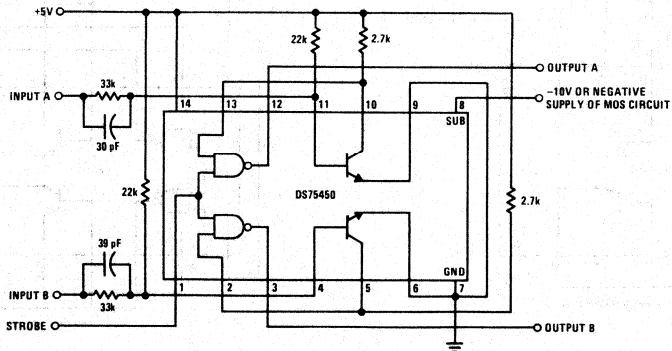 +5V
22k
2.7k
OUTPUT A
33k
INPUT A
14
13
12
11
10
9
8
-10V OR NEGATIVE
SUPPLY OF MOS CIRCUIT
SUB
30 pF
22k
DS75450
2.7k
39 pF
GND
1
2
3
4
5
6
7
INPUT B
33k
STROBE
OUTPUT B